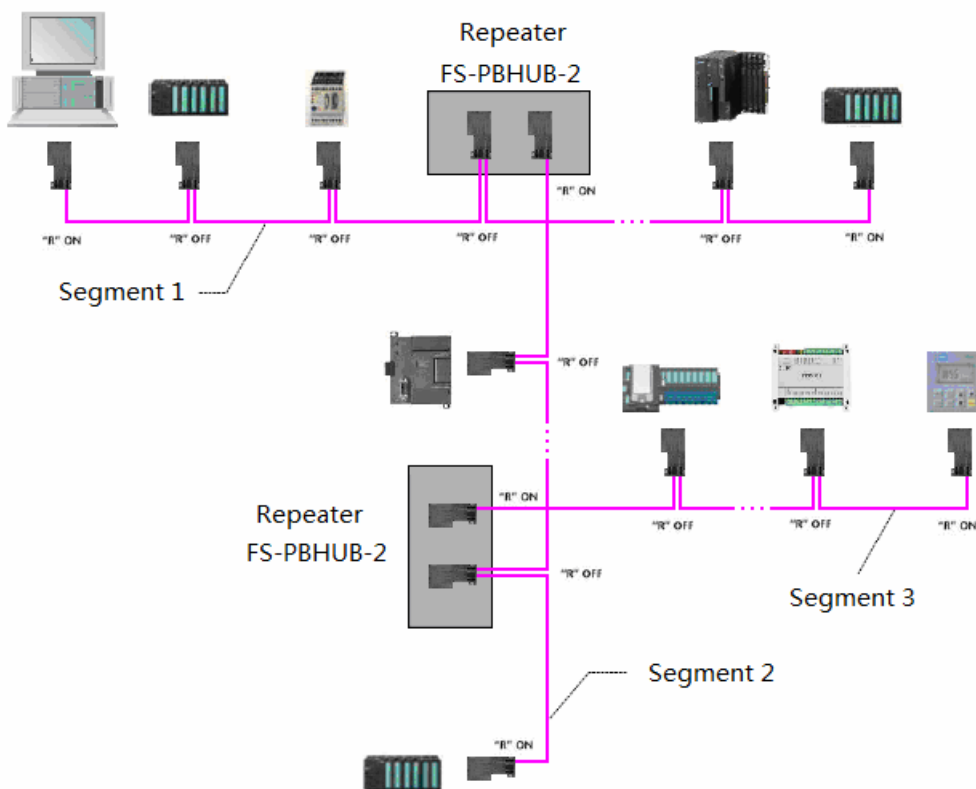 Repeater
FS-PBHUB-2
"R" ON
"R" ON
"R" OFF
"R" OFF
"R" OFF
"R" OFF
"R" ON
Segment 1
"R" OFF
Repeater
FS-PBHUB-2
"R" ON
"R" OFF
"R" OFF
"R" ON
"R" OFF
Segment 3
Segment 2
"R" ON